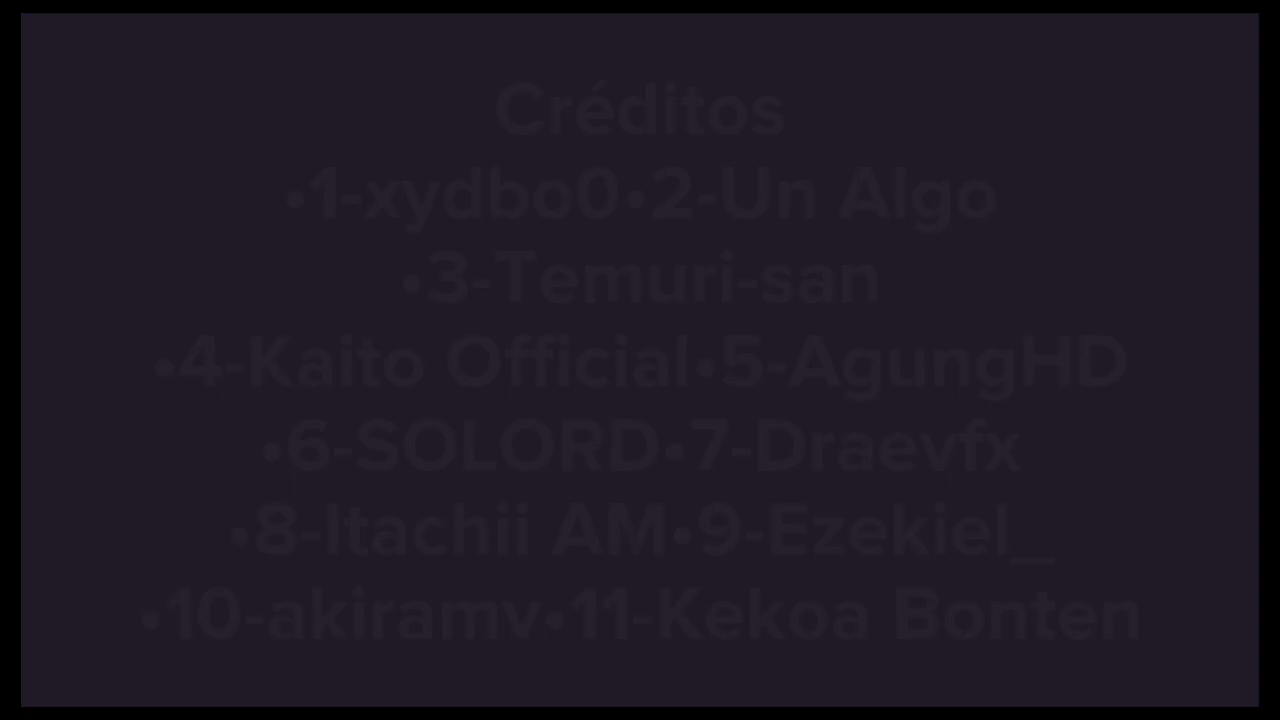 Créditos
•1-xydbo0•2-Un Algo
•3-Temuri-san
•4-Kaito Official•5-AgungHD
•6-SOLORD•7-Draevfx
•8-Itachii AM•9-Ezekiel_
•10-akiramv•11-Kekoa Bonten